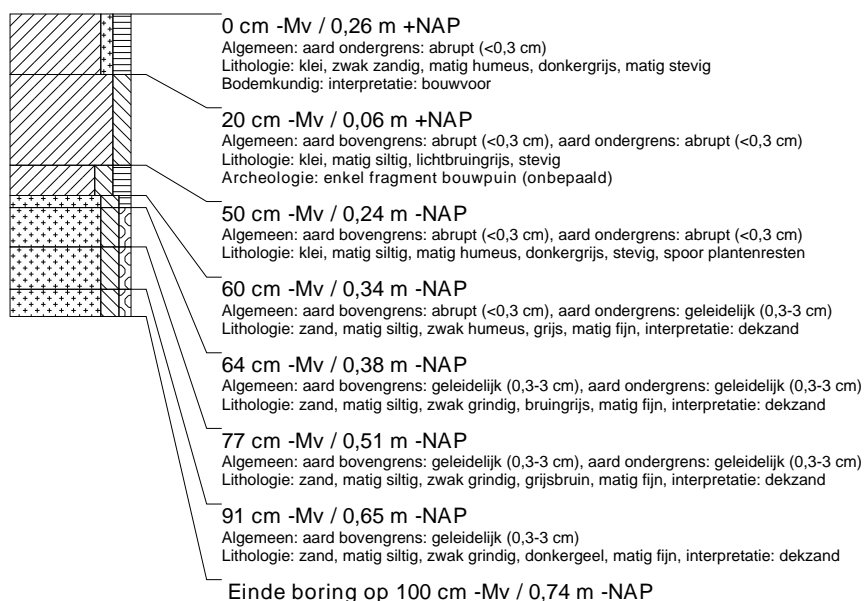 0 cm -Mv / 0,26 m +NAP
Algemeen: aard ondergrens: abrupt (<0,3 cm)
Lithologie: klei, zwak zandig, matig humeus, donkergrijs, matig stevig
Bodemkundig: interpretatie: bouwvoor
20 cm -Mv / 0,06 m +NAP
Algemeen: aard bovengrens: abrupt (<0,3 cm), aard ondergrens: abrupt (<0,3 cm)
Lithologie: klei, matig siltig, lichtbruingrijs, stevig
Archeologie: enkel fragment bouwpuin (onbepaald)
50 cm -Mv / 0,24 m -NAP
Algemeen: aard bovengrens: abrupt (<0,3 cm), aard ondergrens: abrupt (<0,3 cm)
Lithologie: klei, matig siltig, matig humeus, donkergrijs, stevig, spoor plantenresten
60 cm -Mv / 0,34 m -NAP
Algemeen: aard bovengrens: abrupt (<0,3 cm), aard ondergrens: geleidelijk (0,3-3 cm)
Lithologie: zand, matig siltig, zwak humeus, grijs, matig fijn, interpretatie: dekzand
64 cm -Mv / 0,38 m -NAP
Algemeen: aard bovengrens: geleidelijk (0,3-3 cm), aard ondergrens: geleidelijk (0,3-3 cm)
Lithologie: zand, matig siltig, zwak grindig, bruingrijs, matig fijn, interpretatie: dekzand
77 cm -Mv / 0,51 m -NAP
Algemeen: aard bovengrens: geleidelijk (0,3-3 cm), aard ondergrens: geleidelijk (0,3-3 cm)
Lithologie: zand, matig siltig, zwak grindig, grijsbruin, matig fijn, interpretatie: dekzand
91 cm -Mv / 0,65 m -NAP
Algemeen: aard bovengrens: geleidelijk (0,3-3 cm)
Lithologie: zand, matig siltig, zwak grindig, donkergeel, matig fijn, interpretatie: dekzand
Einde boring op 100 cm -Mv / 0,74 m -NAP